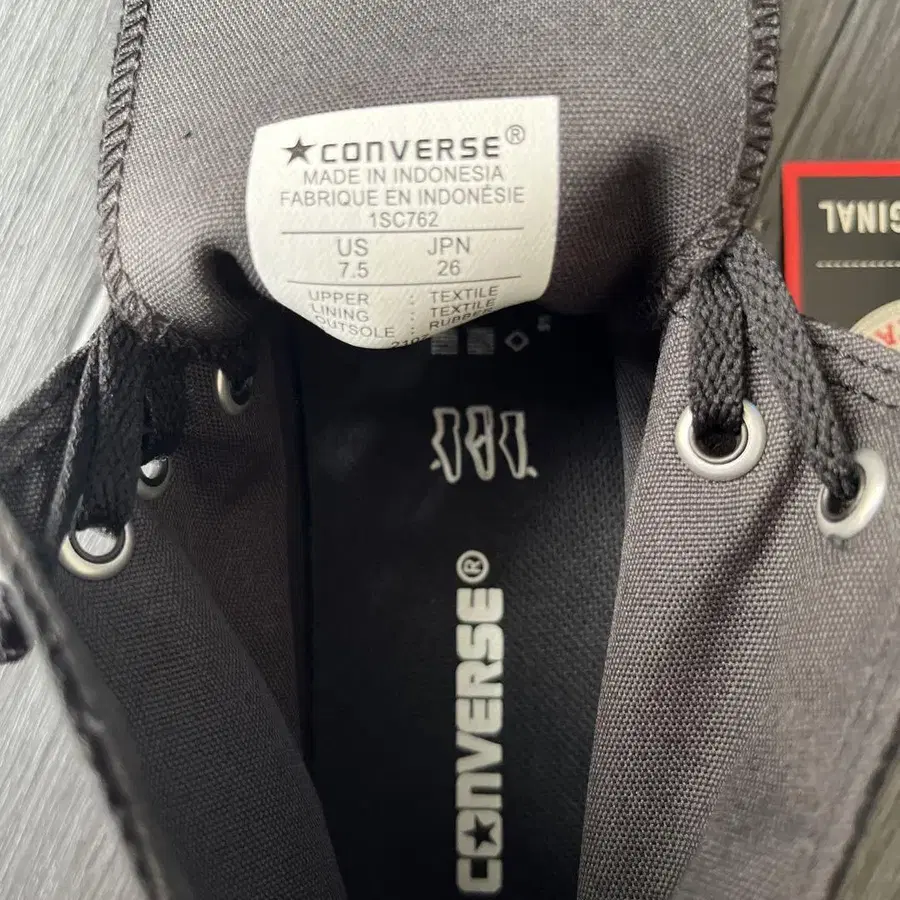 ★CONVERSE®
MADE IN INDONESIA
FABRIQUE EN INDONÉSIE
1SC762
US JPN
7.5 26
UPPER : TEXTILE
LINING : TEXTILE
OUTSOLE : RUBBER
CONVERSE®